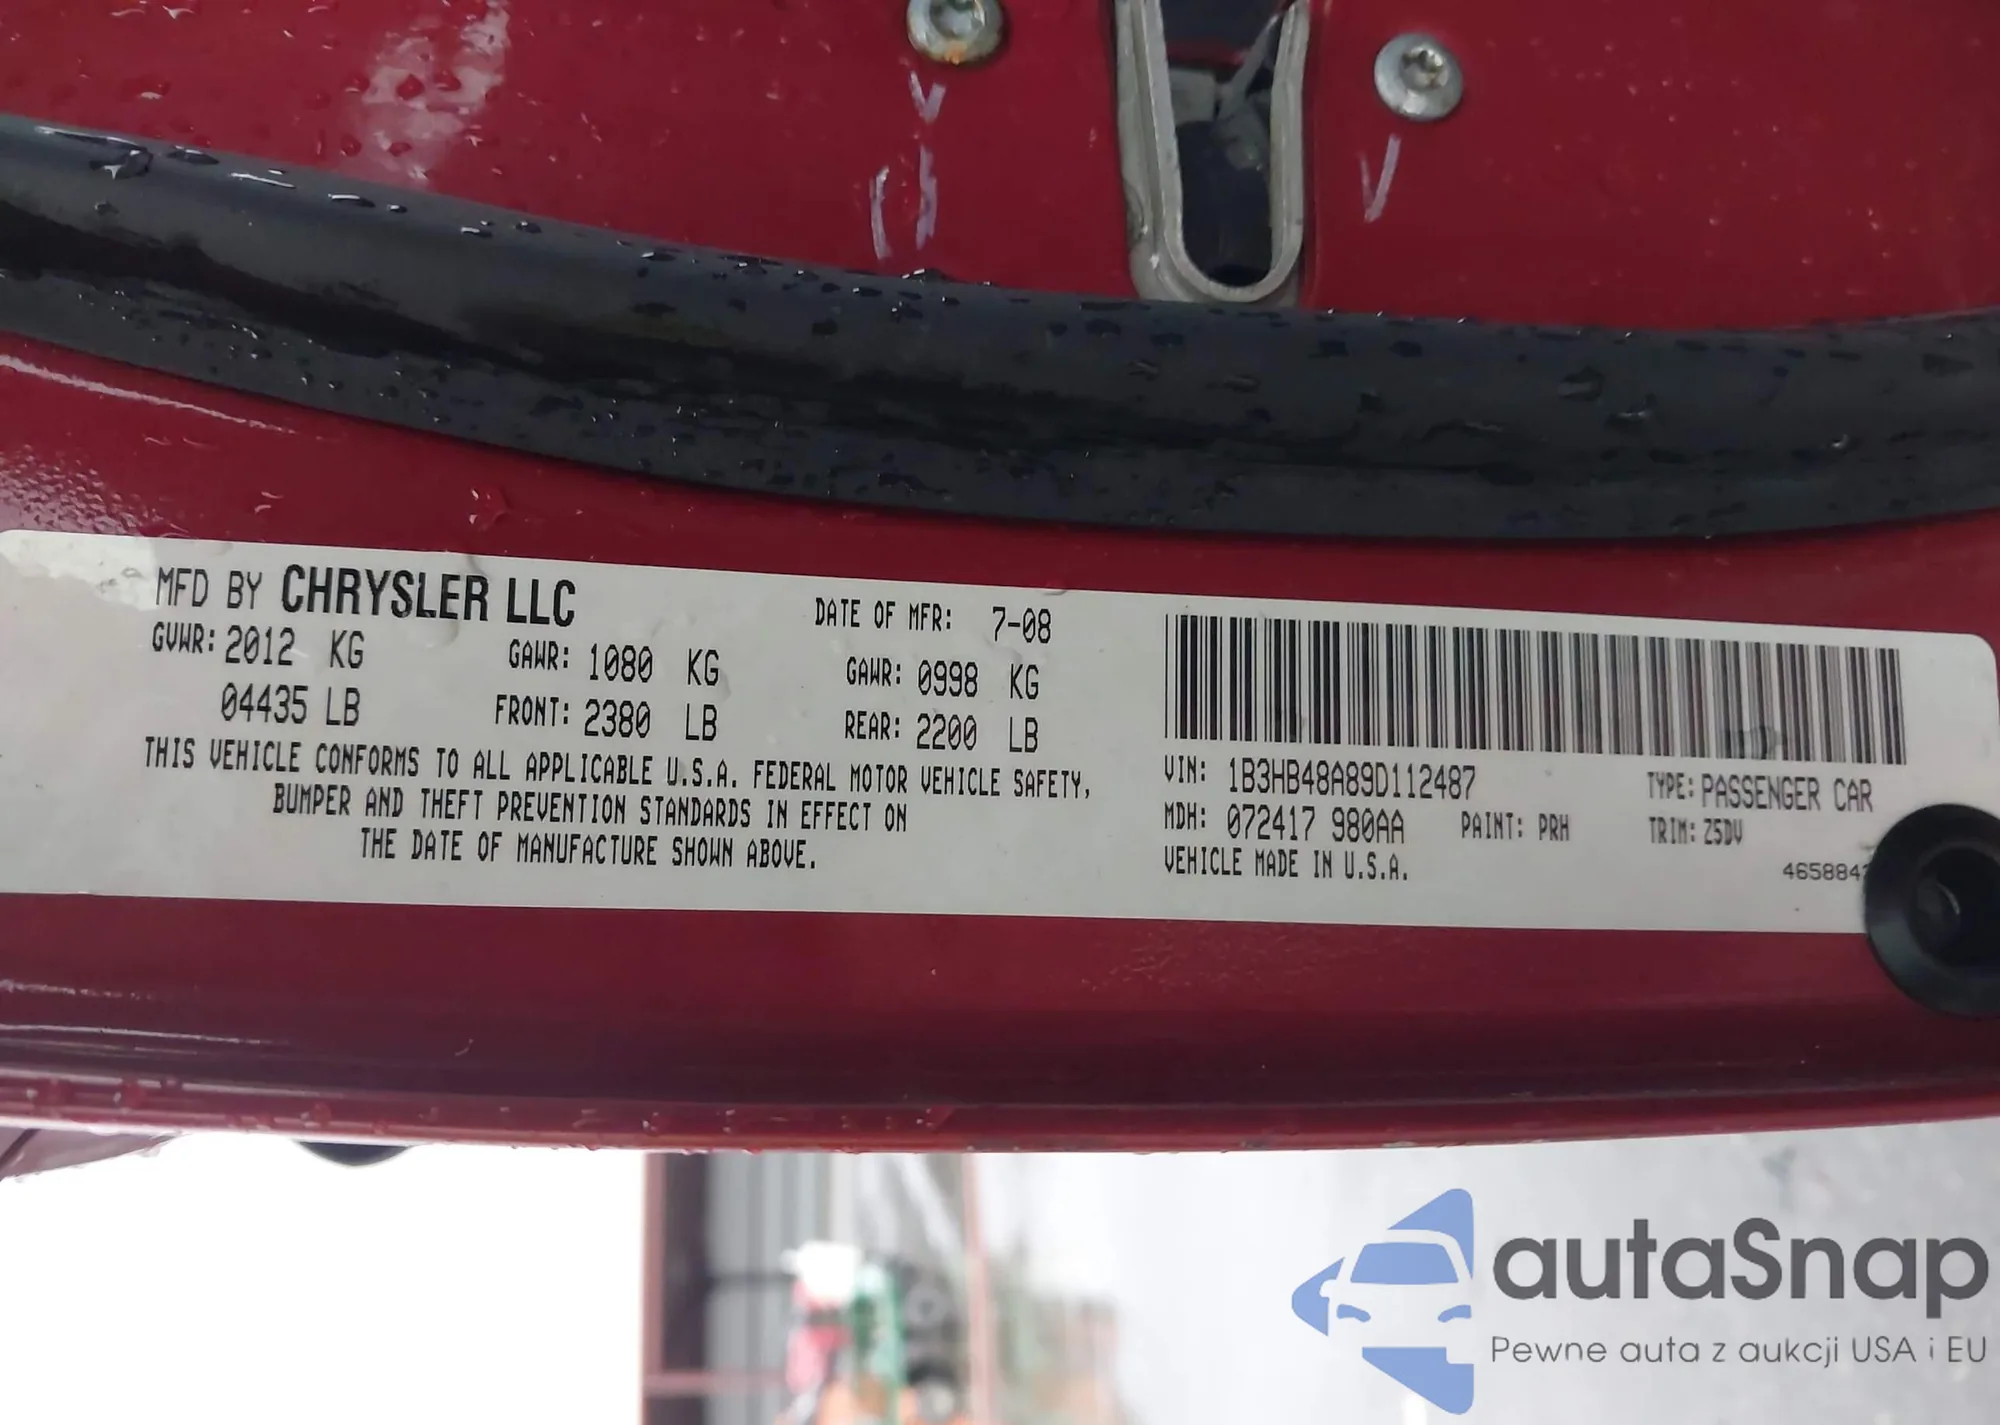 MFD BY CHRYSLER LLC
DATE OF MFR: 7-08
GVWR: 2012 KG
GAWR: 1080 KG
GAWR: 0998 KG
04435 LB
FRONT: 2380 LB
REAR: 2200 LB
THIS VEHICLE CONFORMS TO ALL APPLICABLE U.S.A. FEDERAL MOTOR VEHICLE SAFETY,
BUMPER AND THEFT PREVENTION STANDARDS IN EFFECT ON
THE DATE OF MANUFACTURE SHOWN ABOVE.
VIN: 1B3HB48A89D112487
TYPE: PASSENGER CAR
MDH: 072417 980AA
PAINT: PRH
TRIM: Z5DV
VEHICLE MADE IN U.S.A.
autaSnap
Pewne auta z aukcji USA i EU